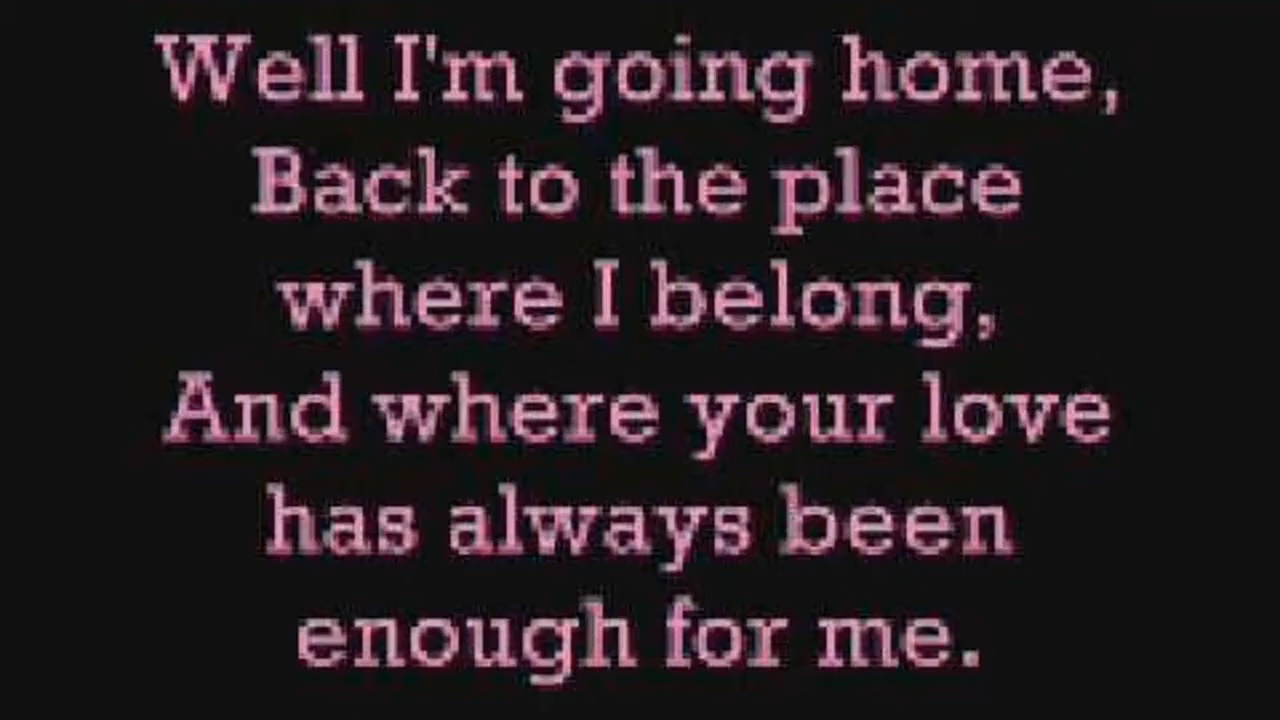 Well I'm going home,
Back to the place
where I belong,
And where your love
has always been
enough for me.